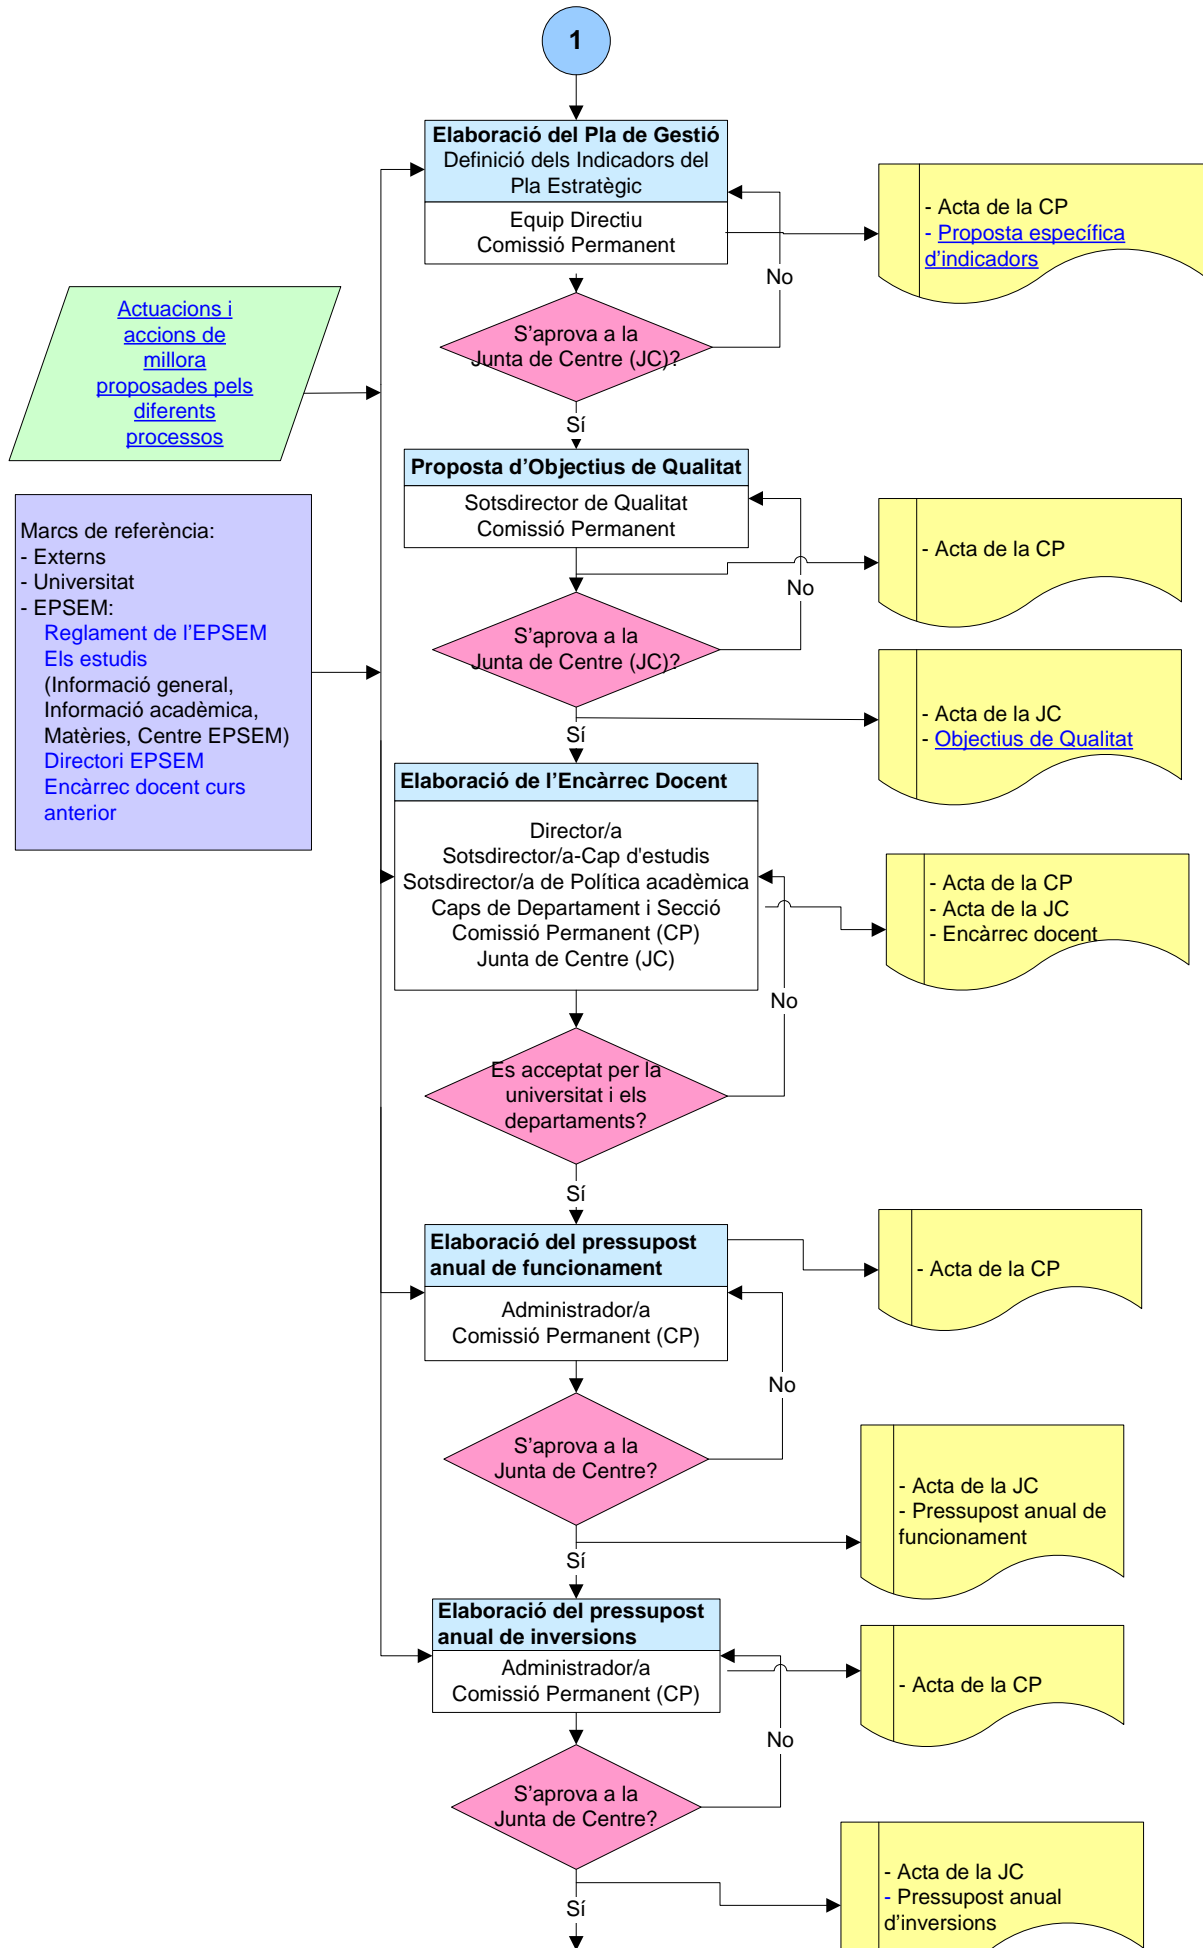 1
Elaboració del Pla de Gestió
Definició dels Indicadors del
Pla Estratègic
Equip Directiu
Comissió Permanent
- Acta de la CP
- Proposta específica
d'indicadors
No
Actuacions i
accions de
millora
proposades pels
diferents
processos
S'aprova a la
Junta de Centre (JC)?
Sí
Proposta d'Objectius de Qualitat
Sotsdirector de Qualitat
Comissió Permanent
- Acta de la CP
No
Marcs de referència:
- Externs
- Universitat
- EPSEM:
Reglament de l'EPSEM
Els estudis
(Informació general,
Informació acadèmica,
Matèries, Centre EPSEM)
Directori EPSEM
Encàrrec docent curs
anterior
S'aprova a la
Junta de Centre (JC)?
Sí
- Acta de la JC
- Objectius de Qualitat
Elaboració de l'Encàrrec Docent
Director/a
Sotsdirector/a-Cap d'estudis
Sotsdirector/a de Política acadèmica
Caps de Departament i Secció
Comissió Permanent (CP)
Junta de Centre (JC)
- Acta de la CP
- Acta de la JC
- Encàrrec docent
No
Es acceptat per la
universitat i els
departaments?
Sí
Elaboració del pressupost
anual de funcionament
Administrador/a
Comissió Permanent (CP)
- Acta de la CP
No
S'aprova a la
Junta de Centre?
Sí
- Acta de la JC
- Pressupost anual de
funcionament
Elaboració del pressupost
anual de inversions
Administrador/a
Comissió Permanent (CP)
- Acta de la CP
No
S'aprova a la
Junta de Centre?
Sí
- Acta de la JC
- Pressupost anual
d'inversions